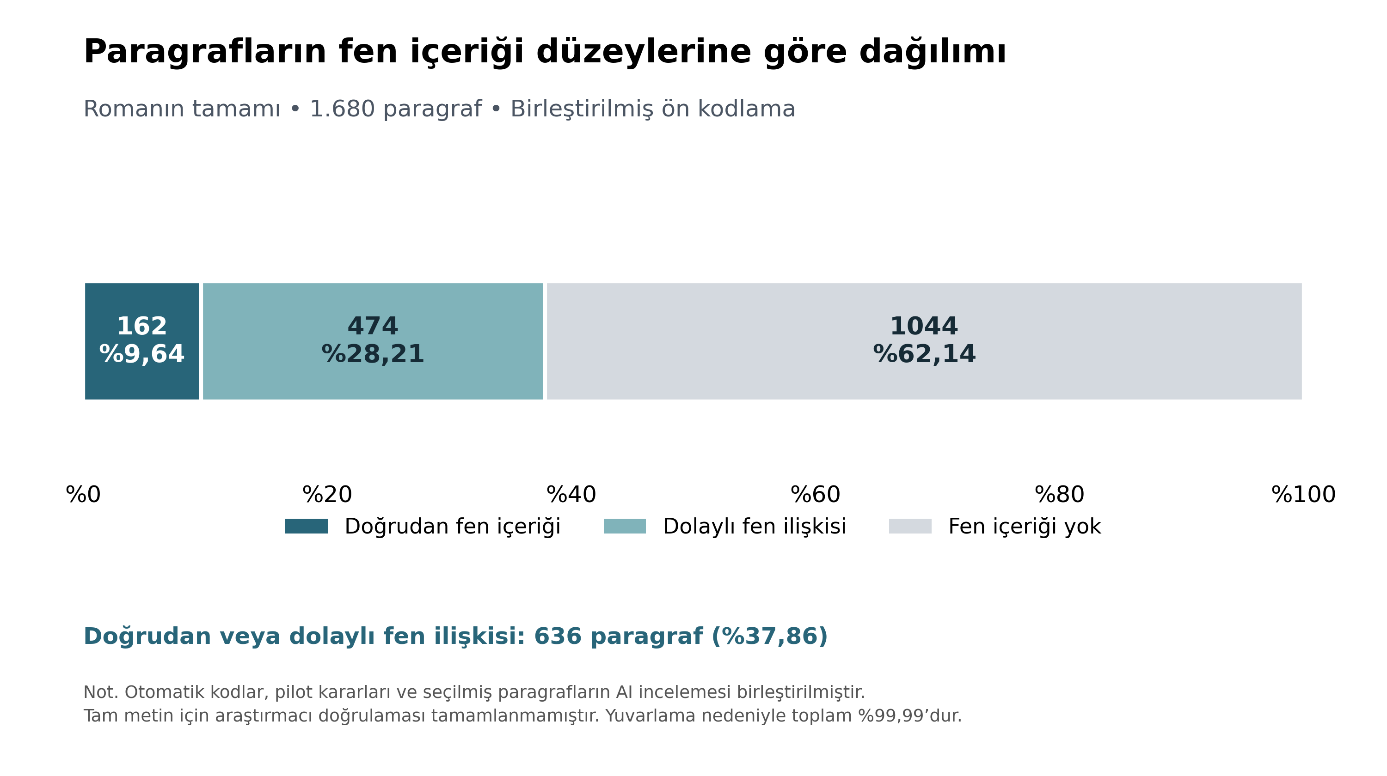 Paragrafların fen içeriği düzeylerine göre dağılımı
Romanın tamamı • 1.680 paragraf • Birleştirilmiş ön kodlama
162
%9,64
474
%28,21
1044
%62,14
%0 %20 %40 %60 %80 %100
Doğrudan fen içeriği Dolaylı fen ilişkisi Fen içeriği yok
Doğrudan veya dolaylı fen ilişkisi: 636 paragraf (%37,86)
Not. Otomatik kodlar, pilot kararları ve seçilmiş paragrafların AI incelemesi birleştirilmiştir.
Tam metin için araştırmacı doğrulaması tamamlanmamıştır. Yuvarlama nedeniyle toplam %99,99’dur.